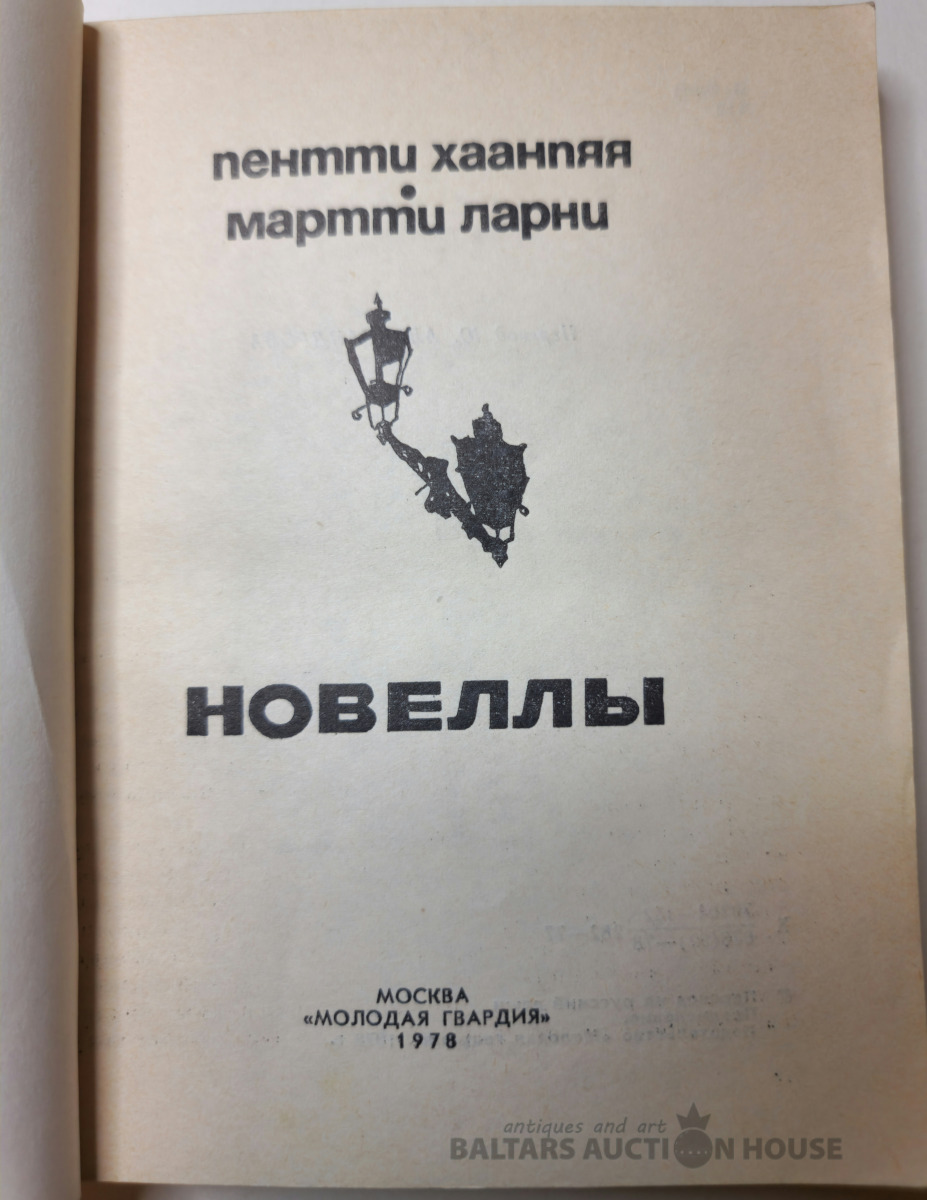 пентти хаанпяя
•
мартти ларни
НОВЕЛЛЫ
МОСКВА
«МОЛОДАЯ ГВАРДИЯ»
1978
antiques and art
BALTARS AUCTION HOUSE